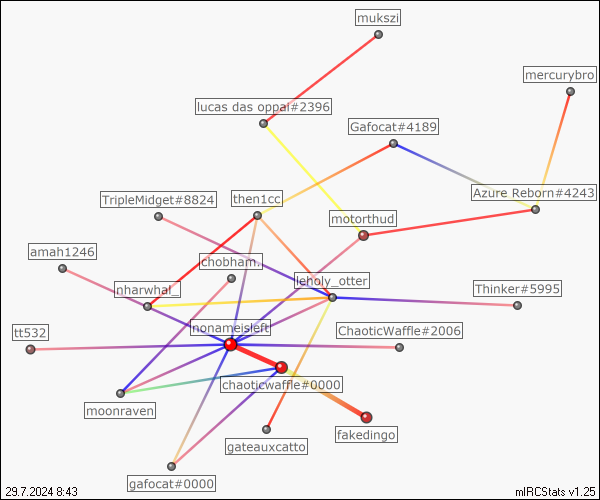 mukszi
mercurybro
lucas das oppai#2396
Gafocat#4189
TripleMidget#8824
then1cc
Azure Reborn#4243
motorthud
amah1246
chobham.
leholy_otter
nharwhal_
Thinker#5995
tt532
nonameisleft
ChaoticWaffle#2006
chaoticwaffle#0000
moonraven
fakedingo
gateauxcatto
gafocat#0000
29.7.2024 8:43
mIRCStats v1.25